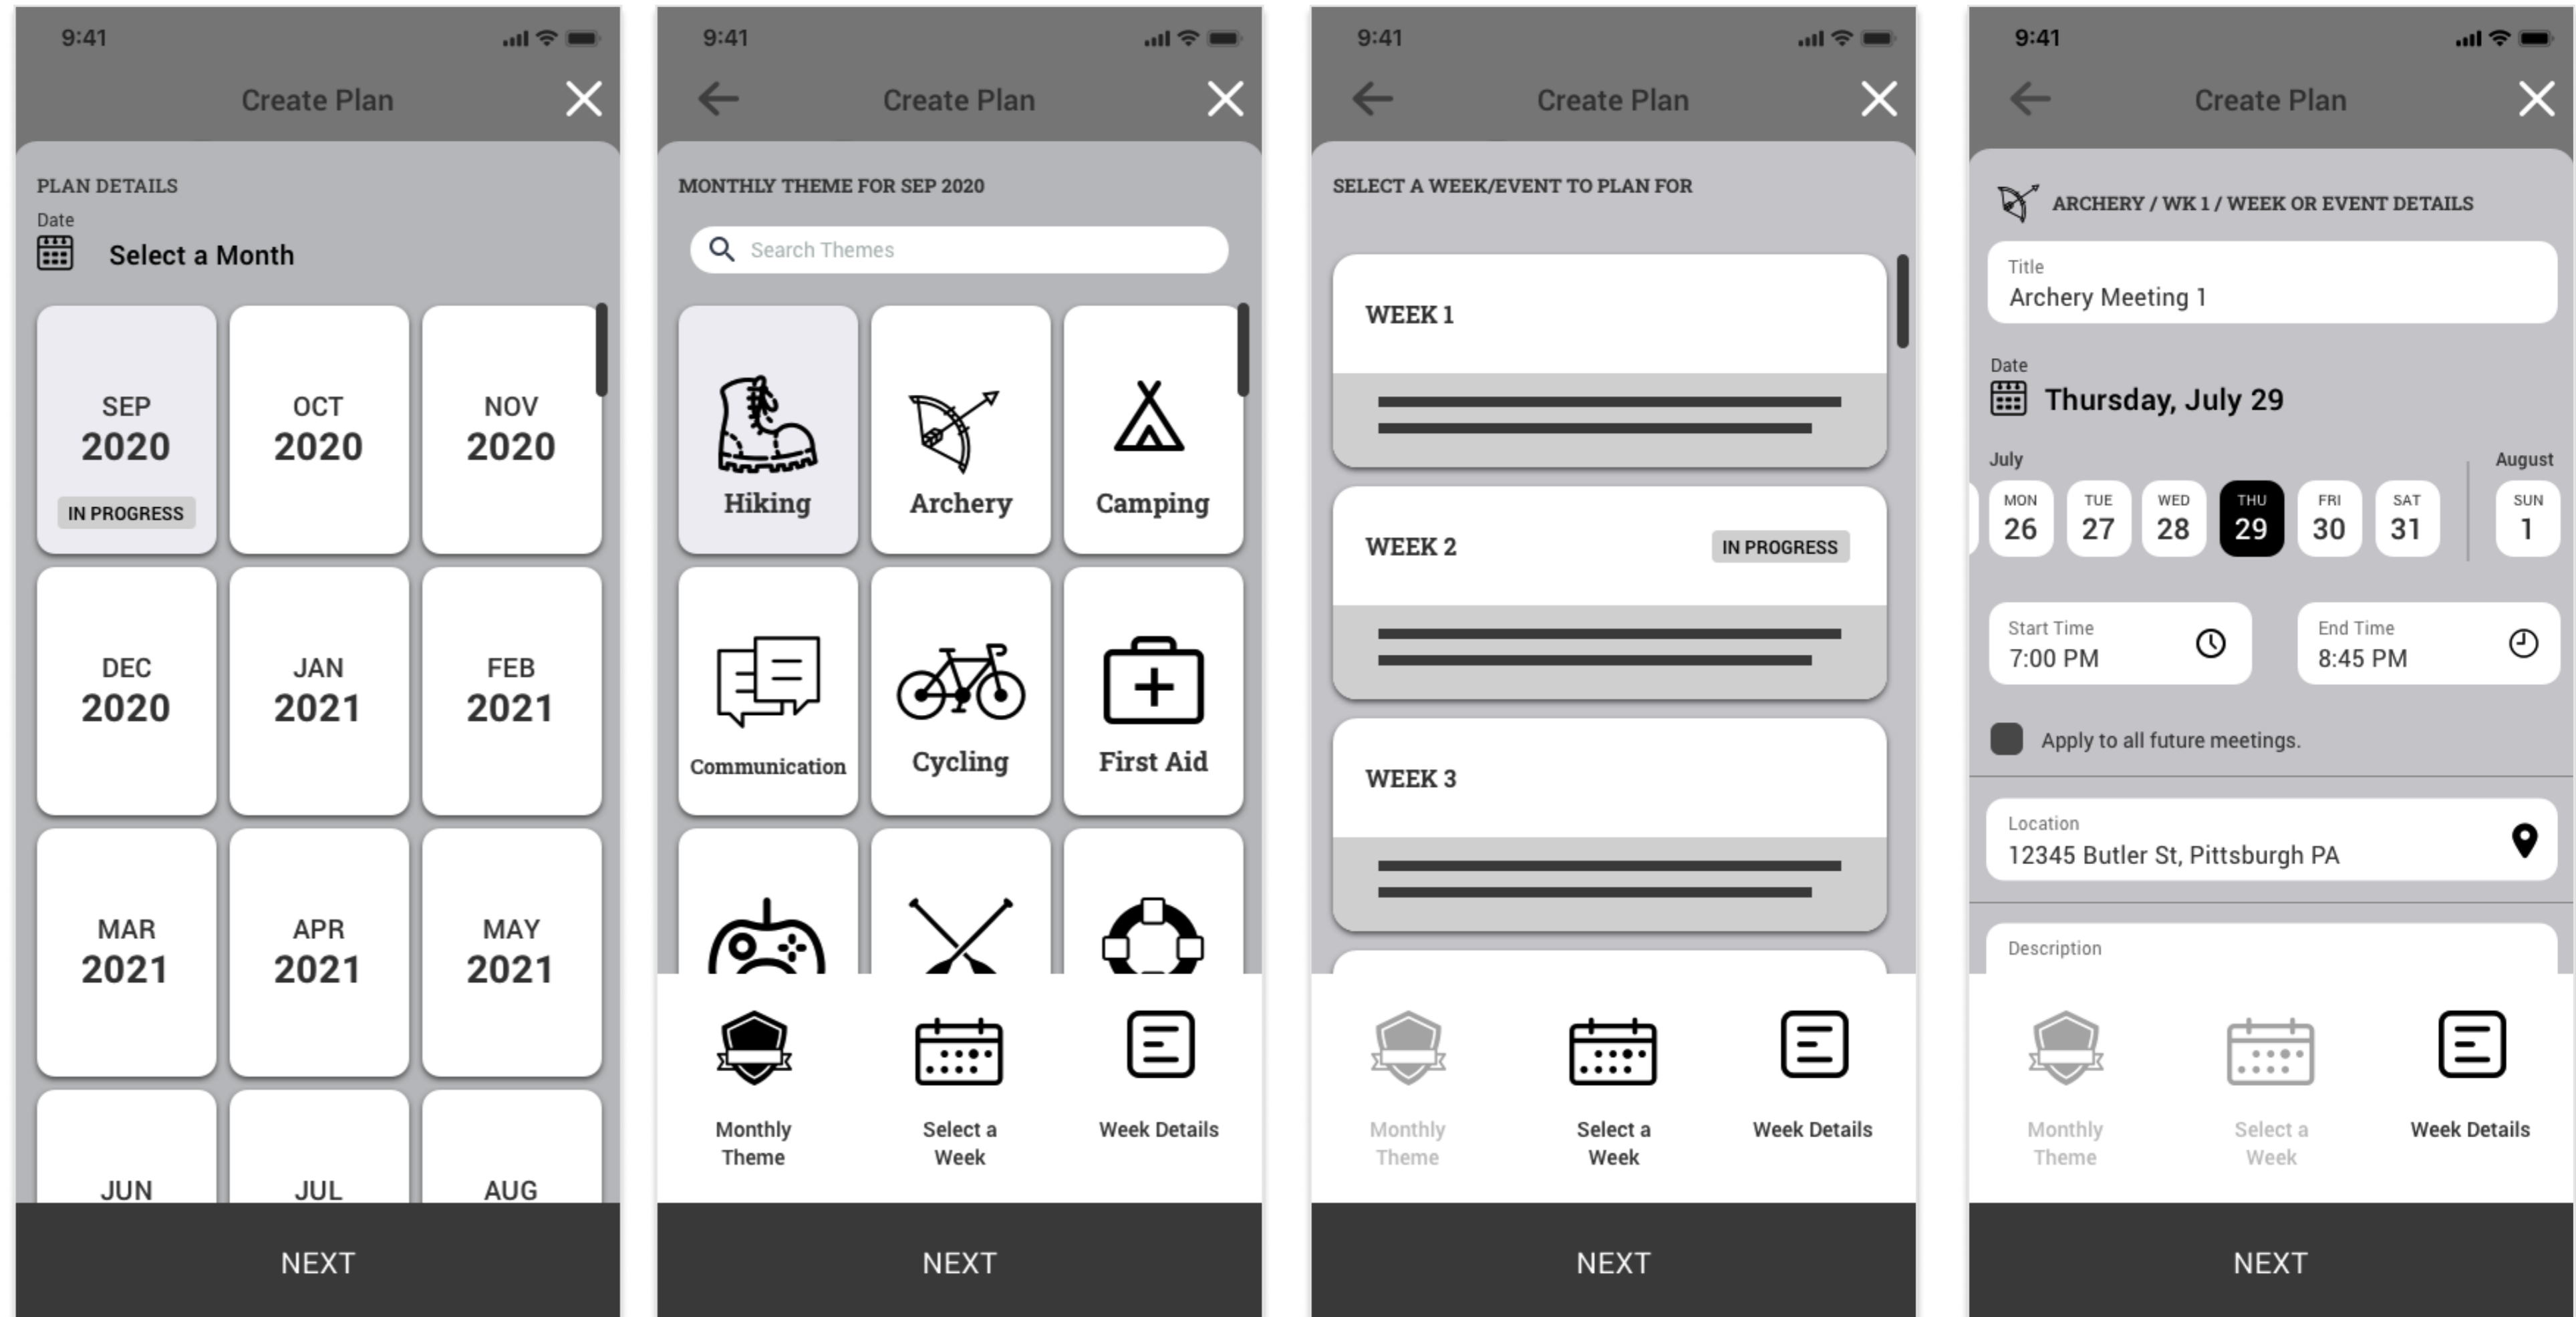 9:41
Create Plan
PLAN DETAILS
Date
Select a Month
SEP
2020
IN PROGRESS
OCT
2020
NOV
2020
DEC
2020
JAN
2021
FEB
2021
MAR
2021
APR
2021
MAY
2021
JUN
JUL
AUG
NEXT
9:41
Create Plan
MONTHLY THEME FOR SEP 2020
Search Themes
Hiking
Archery
Camping
Communication
Cycling
First Aid
Monthly
Theme
Select a
Week
Week Details
NEXT
9:41
Create Plan
SELECT A WEEK/EVENT TO PLAN FOR
WEEK 1
WEEK 2
IN PROGRESS
WEEK 3
Monthly
Theme
Select a
Week
Week Details
NEXT
9:41
Create Plan
ARCHERY / WK 1 / WEEK OR EVENT DETAILS
Title
Archery Meeting 1
Date
Thursday, July 29
July
August
MON
26
TUE
27
WED
28
THU
29
FRI
30
SAT
31
SUN
1
Start Time
7:00 PM
End Time
8:45 PM
Apply to all future meetings.
Location
12345 Butler St, Pittsburgh PA
Description
Monthly
Theme
Select a
Week
Week Details
NEXT